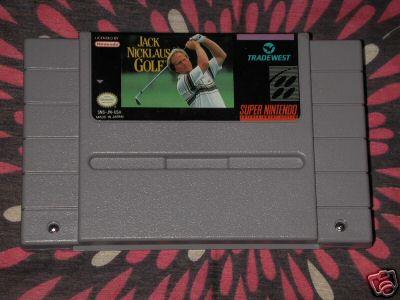 LICENSED BY
Nintendo
JACK
NICKLAUS
GOLF
SNS-JN-USA
MADE IN JAPAN
TRADEWEST
SUPER NINTENDO